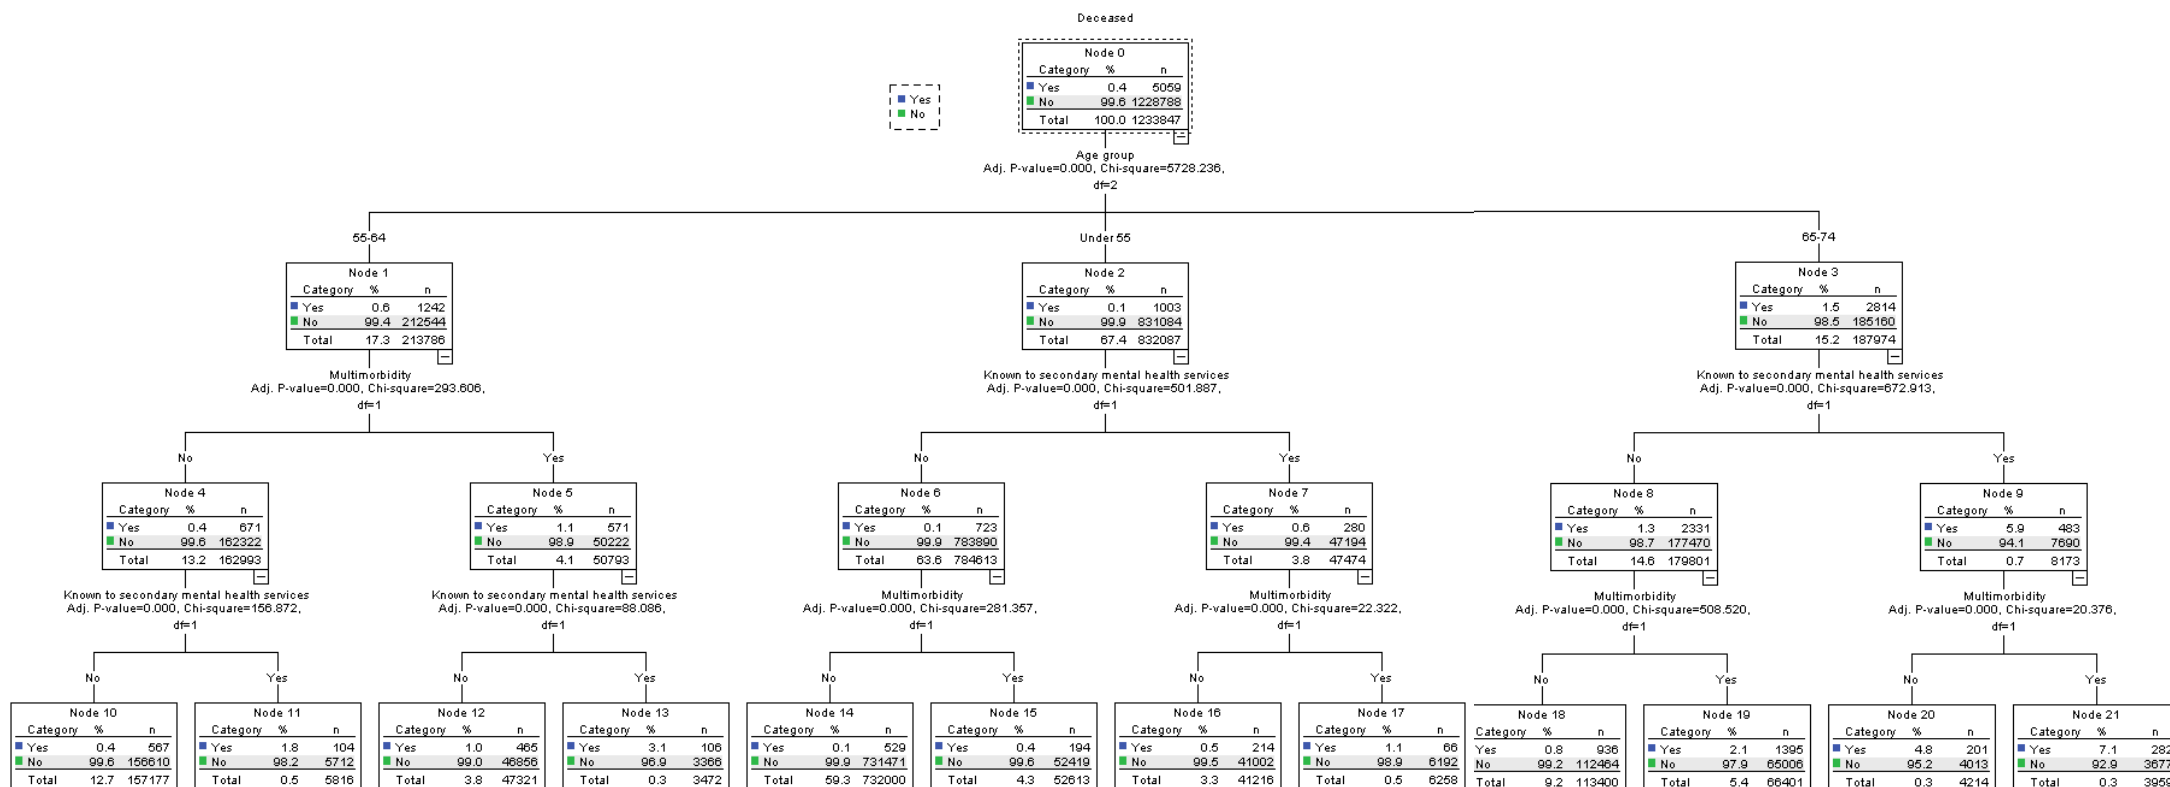 Deceased
Node 0
Category % n
Yes 0.4 5059
No 99.6 1228788
Total 100.0 1233847
Yes
No
Age group
Adj. P-value=0.000, Chi-square=5728.236,
df=2
55-64
Under 55
65-74
Node 1
Category % n
Yes 0.6 1242
No 99.4 212544
Total 17.3 213786
Node 2
Category % n
Yes 0.1 1003
No 99.9 831084
Total 67.4 832087
Node 3
Category % n
Yes 1.5 2814
No 98.5 185160
Total 15.2 187974
Multimorbidity
Adj. P-value=0.000, Chi-square=293.606,
df=1
Known to secondary mental health services
Adj. P-value=0.000, Chi-square=501.887,
df=1
Known to secondary mental health services
Adj. P-value=0.000, Chi-square=672.913,
df=1
No
Yes
No
Yes
No
Yes
Node 4
Category % n
Yes 0.4 671
No 99.6 162322
Total 13.2 162993
Node 5
Category % n
Yes 1.1 571
No 98.9 50222
Total 4.1 50793
Node 6
Category % n
Yes 0.1 723
No 99.9 783890
Total 63.6 784613
Node 7
Category % n
Yes 0.6 280
No 99.4 47194
Total 3.8 47474
Node 8
Category % n
Yes 1.3 2331
No 98.7 177470
Total 14.6 179801
Node 9
Category % n
Yes 5.9 483
No 94.1 7690
Total 0.7 8173
Known to secondary mental health services
Adj. P-value=0.000, Chi-square=156.872,
df=1
Known to secondary mental health services
Adj. P-value=0.000, Chi-square=88.086,
df=1
Multimorbidity
Adj. P-value=0.000, Chi-square=281.357,
df=1
Multimorbidity
Adj. P-value=0.000, Chi-square=22.322,
df=1
Multimorbidity
Adj. P-value=0.000, Chi-square=508.520,
df=1
Multimorbidity
Adj. P-value=0.000, Chi-square=20.376,
df=1
No
Yes
No
Yes
No
Yes
No
Yes
No
Yes
No
Yes
Node 10
Category % n
Yes 0.4 567
No 99.6 156610
Total 12.7 157177
Node 11
Category % n
Yes 1.8 104
No 98.2 5712
Total 0.5 5816
Node 12
Category % n
Yes 1.0 465
No 99.0 46856
Total 3.8 47321
Node 13
Category % n
Yes 3.1 106
No 96.9 3366
Total 0.3 3472
Node 14
Category % n
Yes 0.1 529
No 99.9 731471
Total 59.3 732000
Node 15
Category % n
Yes 0.4 194
No 99.6 52419
Total 4.3 52613
Node 16
Category % n
Yes 0.5 214
No 99.5 41002
Total 3.3 41216
Node 17
Category % n
Yes 1.1 66
No 98.9 6192
Total 0.5 6258
Node 18
Category % n
Yes 0.8 936
No 99.2 112464
Total 9.2 113400
Node 19
Category % n
Yes 2.1 1395
No 97.9 65006
Total 5.4 66401
Node 20
Category % n
Yes 4.8 201
No 95.2 4013
Total 0.3 4214
Node 21
Category % n
Yes 7.1 282
No 92.9 3677
Total 0.3 3959